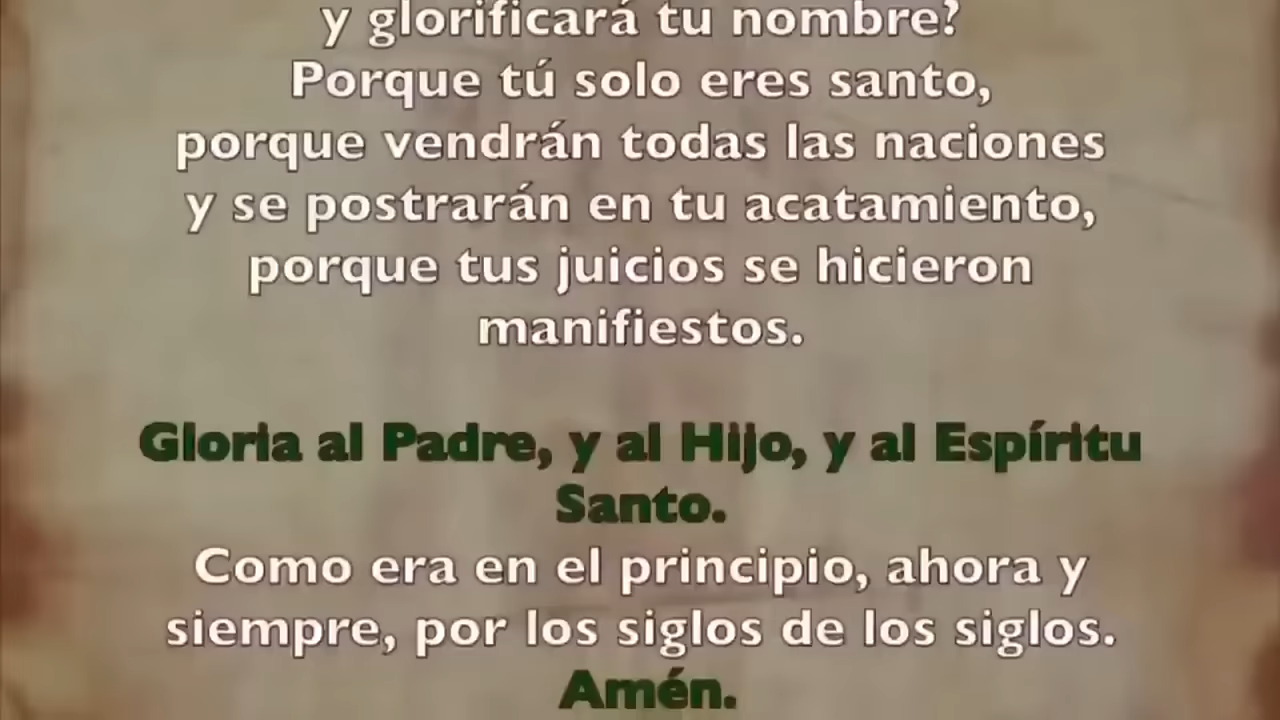 y glorificará tu nombre?
Porque tú solo eres santo,
porque vendrán todas las naciones
y se postrarán en tu acatamiento,
porque tus juicios se hicieron
manifiestos.
Gloria al Padre, y al Hijo, y al Espíritu
Santo.
Como era en el principio, ahora y
siempre, por los siglos de los siglos.
Amén.